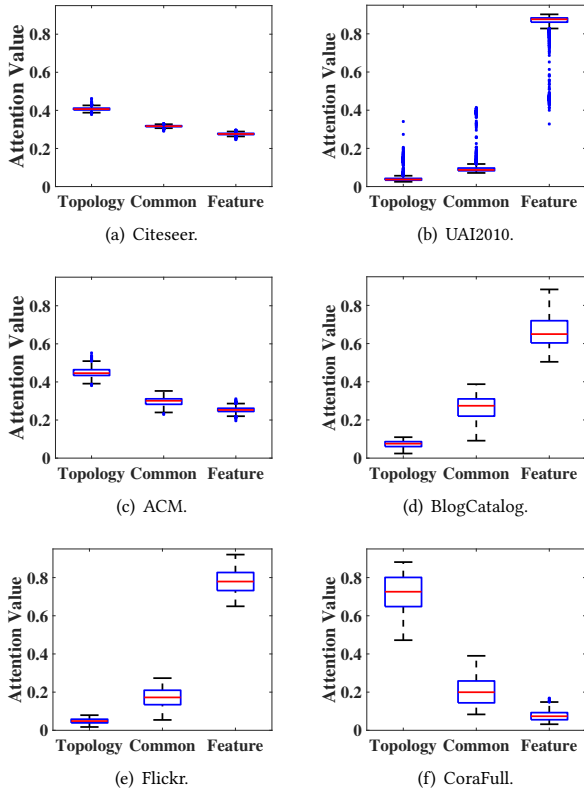 Attention Value
0.8
0.6
0.4
0.2
0
Topology Common Feature
(a) Citeseer.
Attention Value
0.8
0.6
0.4
0.2
0
Topology Common Feature
(b) UAI2010.
Attention Value
0.8
0.6
0.4
0.2
0
Topology Common Feature
(c) ACM.
Attention Value
0.8
0.6
0.4
0.2
0
Topology Common Feature
(d) BlogCatalog.
Attention Value
0.8
0.6
0.4
0.2
0
Topology Common Feature
(e) Flickr.
Attention Value
0.8
0.6
0.4
0.2
0
Topology Common Feature
(f) CoraFull.